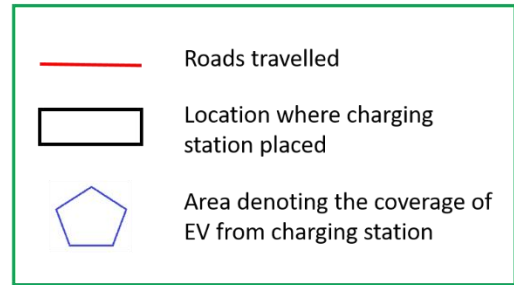 Roads travelled
Location where charging
station placed
Area denoting the coverage of
EV from charging station